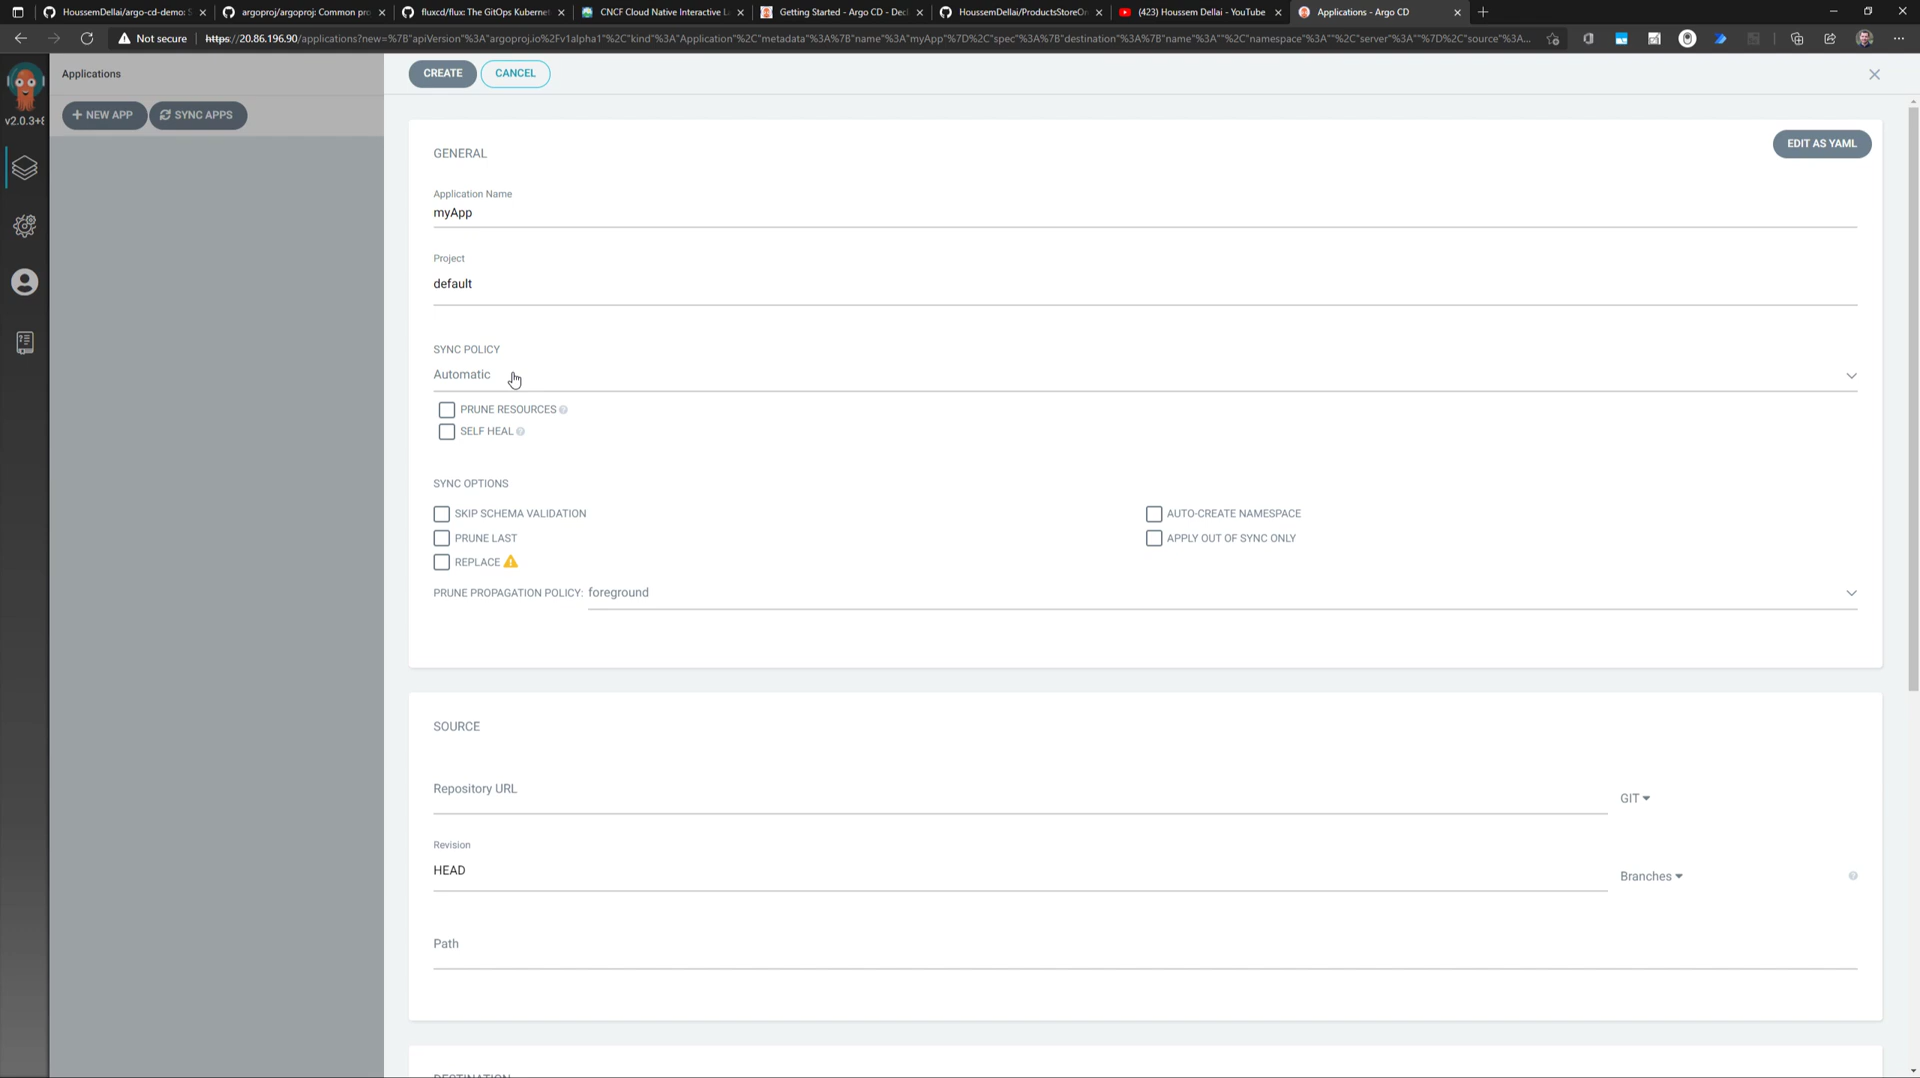 HoussemDellai/argo-cd-demo: S
argoproj/argoproj: Common pro
fluxcd/flux: The GitOps Kubernet
CNCF Cloud Native Interactive L
Getting Started - Argo CD - Decl
HoussemDellai/ProductsStoreOn
(423) Houssem Dellai - YouTube
Applications - Argo CD
Not secure
https://20.86.196.90/applications?new=%7B"apiVersion"%3A"argoproj.io%2Fv1alpha1"%2C"kind"%3A"Application"%2C"metadata"%3A%7B"name"%3A"myApp"%7D%2C"spec"%3A%7B"destination"%3A%7B"name"%3A""%2C"namespace"%3A""%2C"server"%3A""%7D%2C"source"%3A...
v2.0.3+
Applications
NEW APP
SYNC APPS
CREATE
CANCEL
GENERAL
EDIT AS YAML
Application Name
myApp
Project
default
SYNC POLICY
Automatic
PRUNE RESOURCES
SELF HEAL
SYNC OPTIONS
SKIP SCHEMA VALIDATION
AUTO-CREATE NAMESPACE
PRUNE LAST
APPLY OUT OF SYNC ONLY
REPLACE
PRUNE PROPAGATION POLICY: foreground
SOURCE
Repository URL
GIT
Revision
HEAD
Branches
Path
DESTINATION